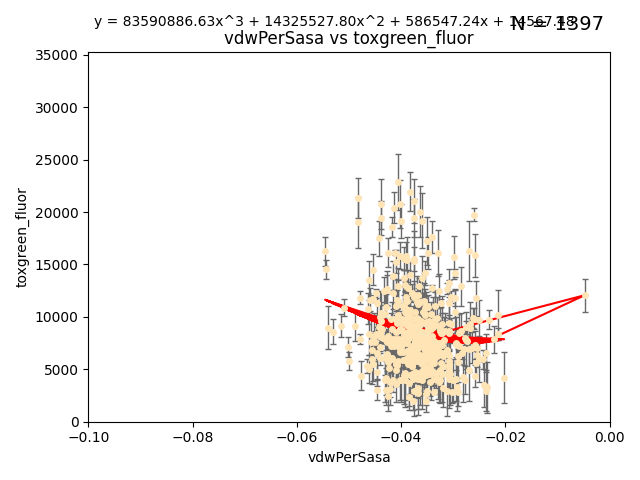 y = 83590886.63x^3 + 14325527.80x^2 + 586547.24x +
N = 1397
vdwPerSasa vs toxgreen_fluor
35000
30000
25000
20000
15000
10000
5000
0
toxgreen_fluor
−0.10 −0.08 −0.06 −0.04 −0.02 0.00
vdwPerSasa